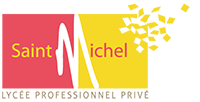 Saint Michel
LYCÉE PROFESSIONNEL PRIVÉ